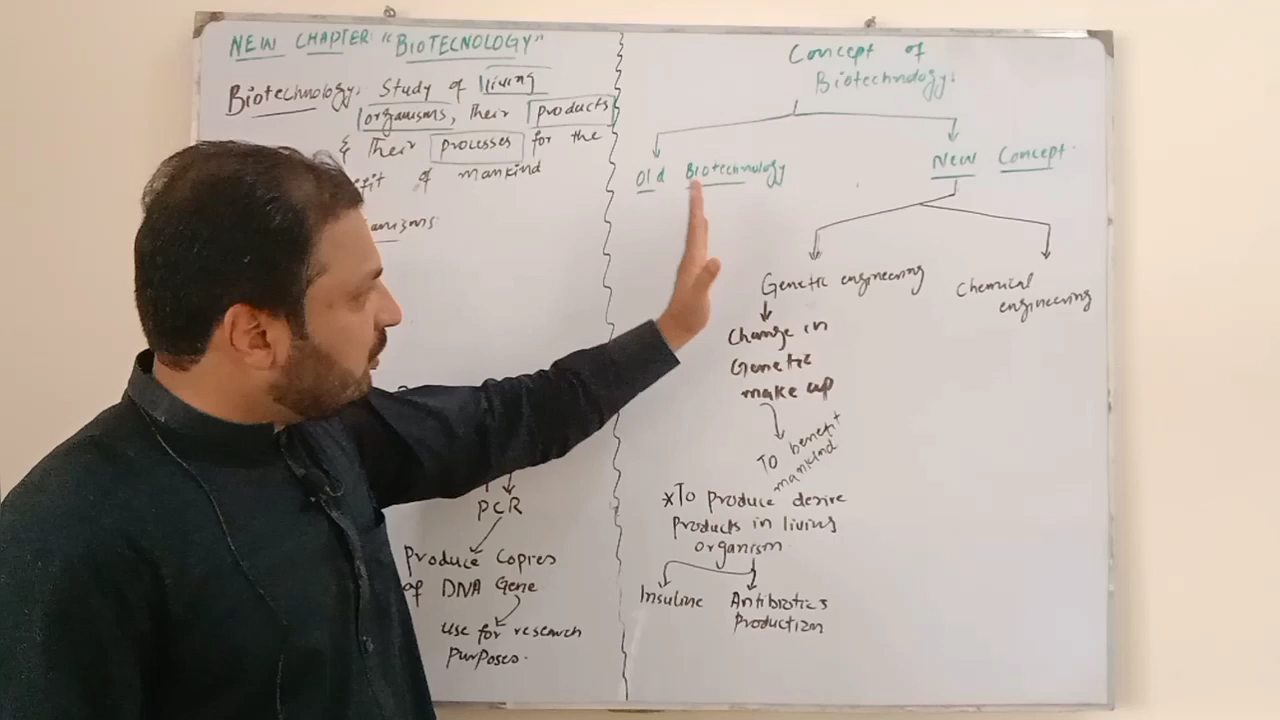 NEW CHAPTER: "BIOTECNOLOGY"
Biotechnology: Study of living
organisms, Their products
& Their processes for the
of mankind
PCR
Produce Copies
of DNA Gene
Use for research
Purposes.
Concept of
Biotechnology:
Old Biotechnology
New Concept
Genetic engineering
Change in
Genetic
make up
To benefit
mankind
*To produce desire
Products in living
organism
Insuline
Antibiotics
Production
Chemical
engineering